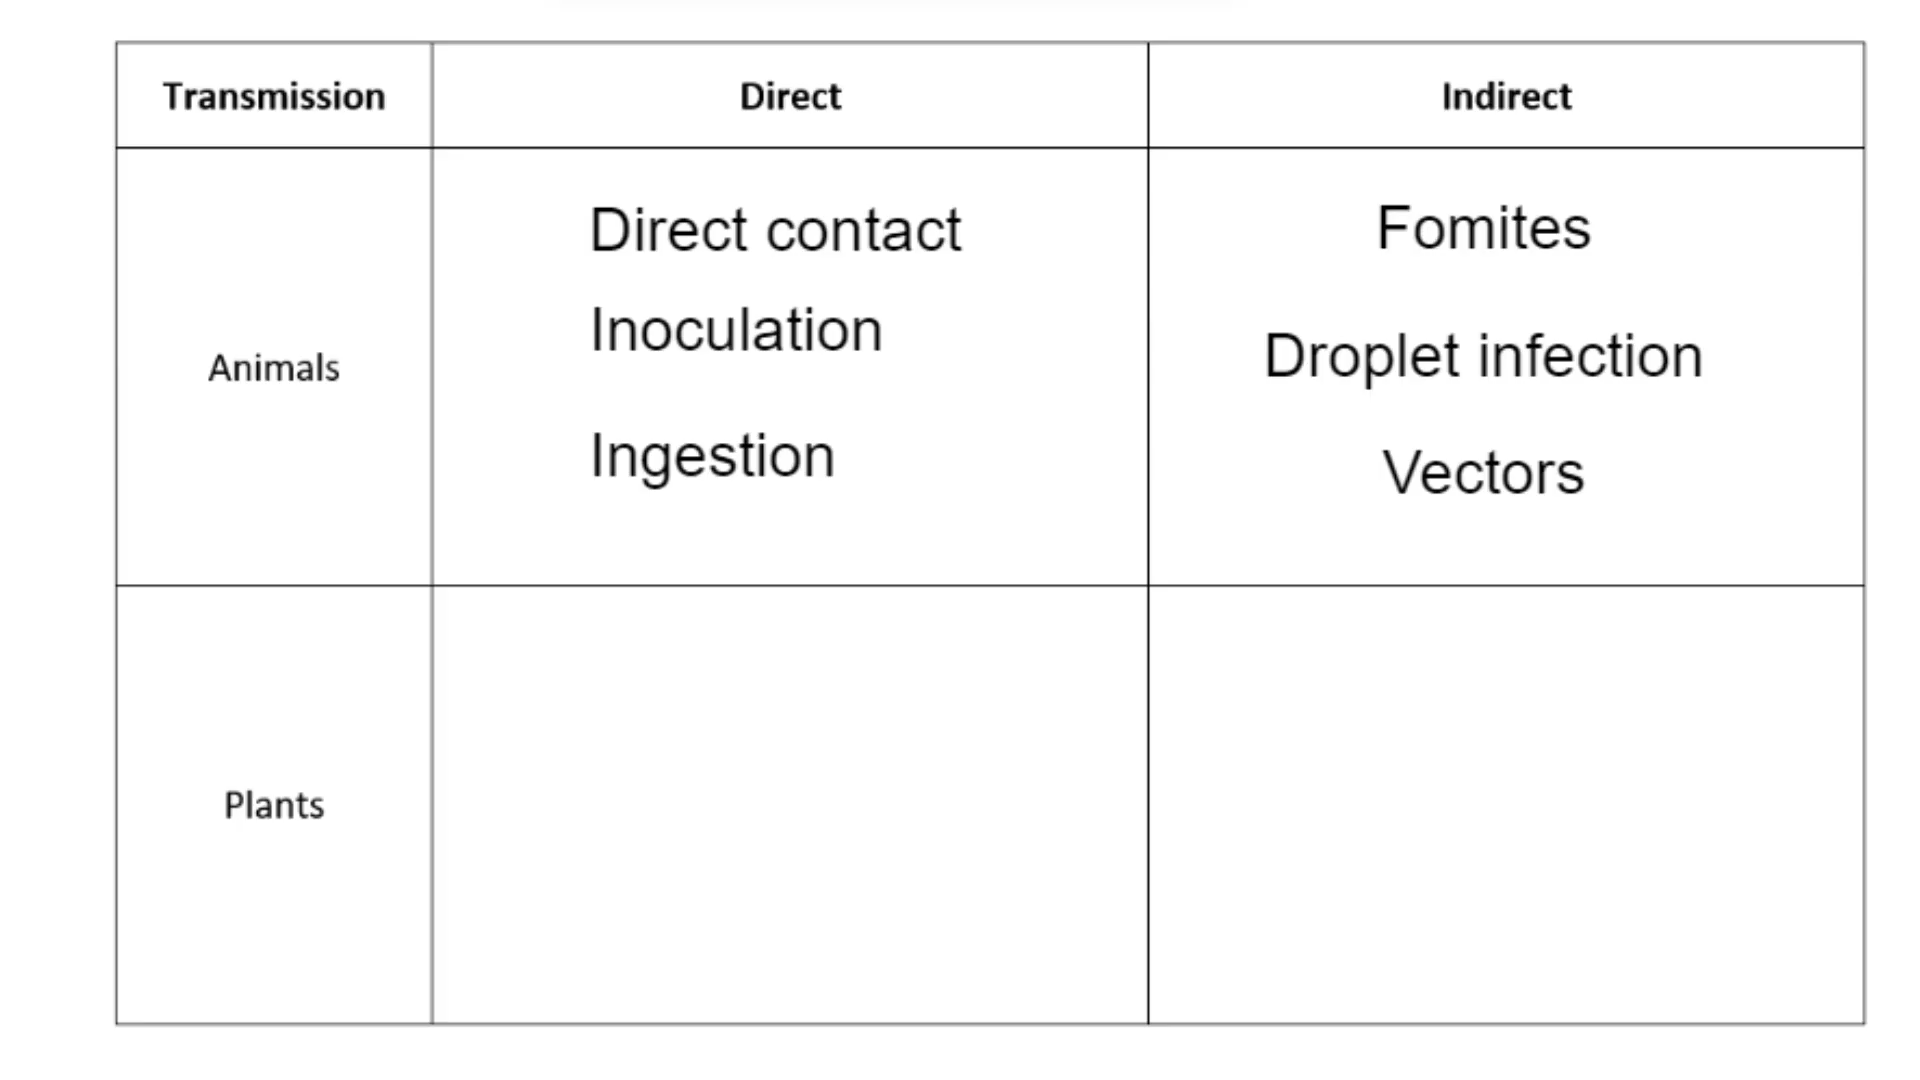 Transmission
Direct
Indirect
Animals
Direct contact
Inoculation
Ingestion
Fomites
Droplet infection
Vectors
Plants